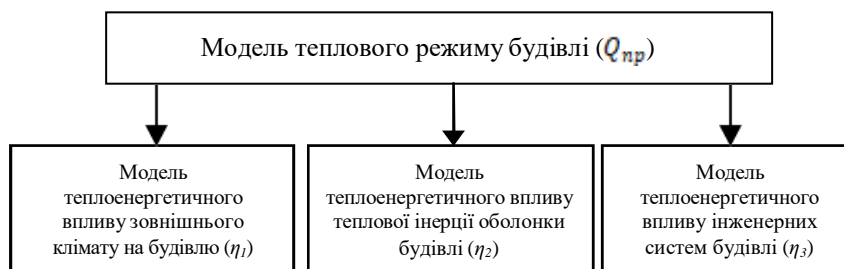 Модель теплового режиму будівлі (Qпр)
Модель
теплоенергетичного
впливу зовнішнього
клімату на будівлю (η1)
Модель
теплоенергетичного впливу
теплової інерції оболонки
будівлі (η2)
Модель
теплоенергетичного
впливу інженерних
систем будівлі (η3)